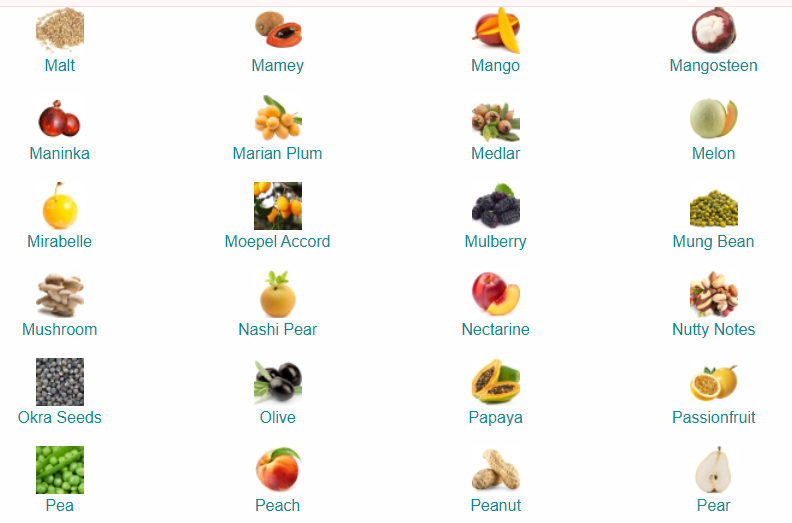 Malt
Mamey
Mango
Mangosteen
Maninka
Marian Plum
Medlar
Melon
Mirabelle
Moepel Accord
Mulberry
Mung Bean
Mushroom
Nashi Pear
Nectarine
Nutty Notes
Okra Seeds
Olive
Papaya
Passionfruit
Pea
Peach
Peanut
Pear